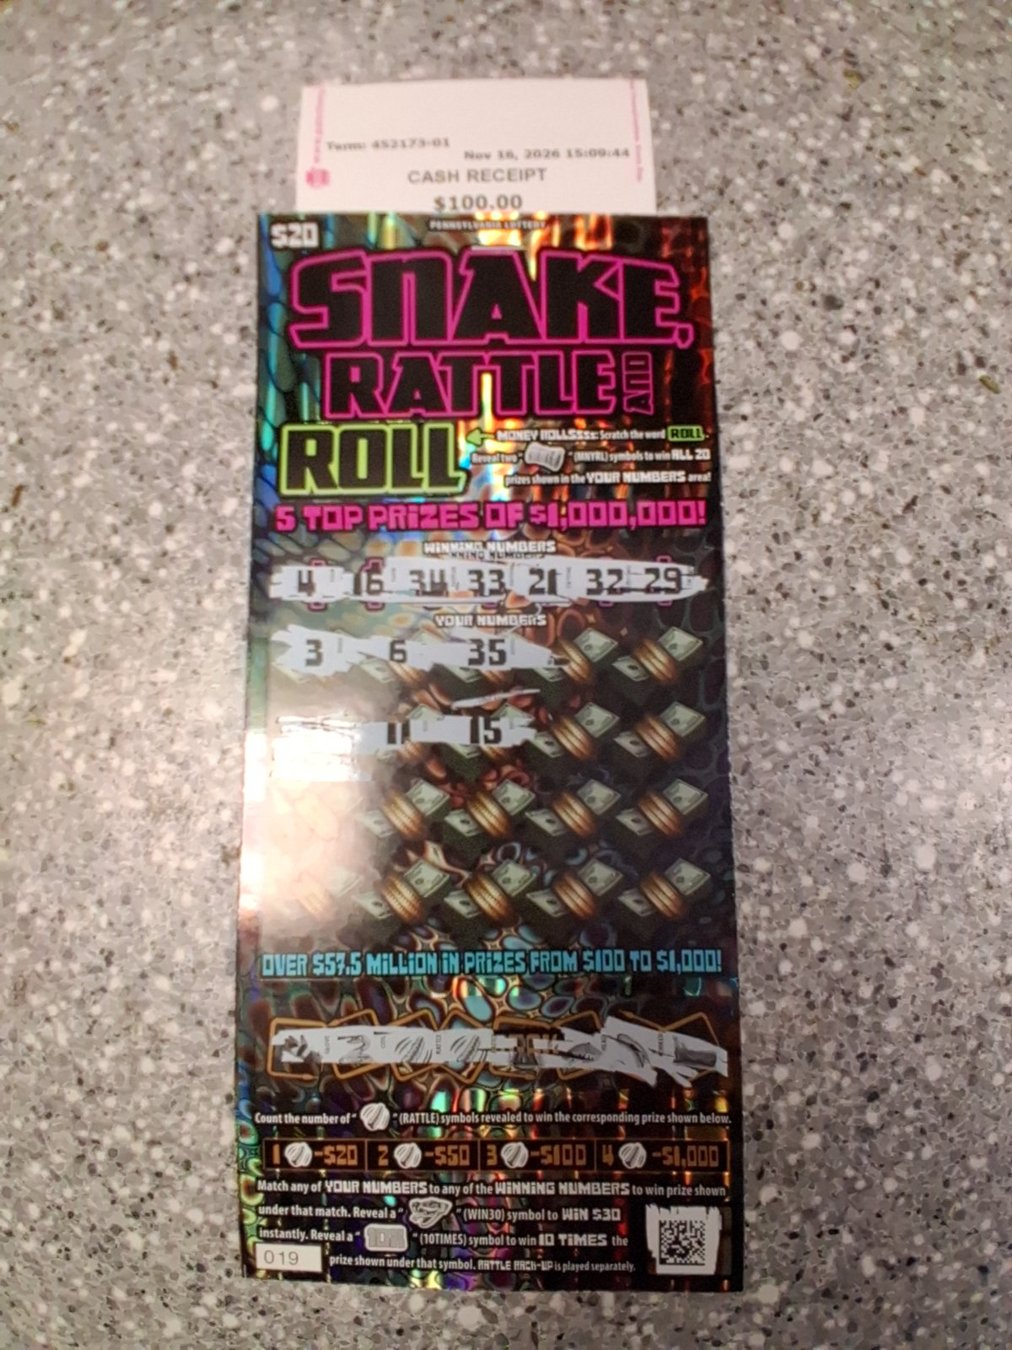 Term: 452173-01
Nov 16, 2026 15:09:44
CASH RECEIPT
$100.00
$20
PENNSYLVANIA LOTTERY
SNAKE,
RATTLE AND
ROLL
MONEY ROLLSSSS: Scratch the word ROLL.
Reveal two " " (MNYRL) symbols to win ALL 20
prizes shown in the YOUR NUMBERS area!
5 TOP PRIZES OF $1,000,000!
WINNING NUMBERS
4 16 34 33 21 32 29
YOUR NUMBERS
3 6 35
11 15
OVER $57.5 MILLION IN PRIZES FROM $100 TO $1,000!
Count the number of " " (RATTLE) symbols revealed to win the corresponding prize shown below.
1 -$20 2 -$50 3 -$100 4 -$1,000
Match any of YOUR NUMBERS to any of the WINNING NUMBERS to win prize shown
under that match. Reveal a " " (WIN30) symbol to WIN $30
instantly. Reveal a " " (10TIMES) symbol to win 10 TIMES the
prize shown under that symbol. RATTLE RACK-UP is played separately.
019